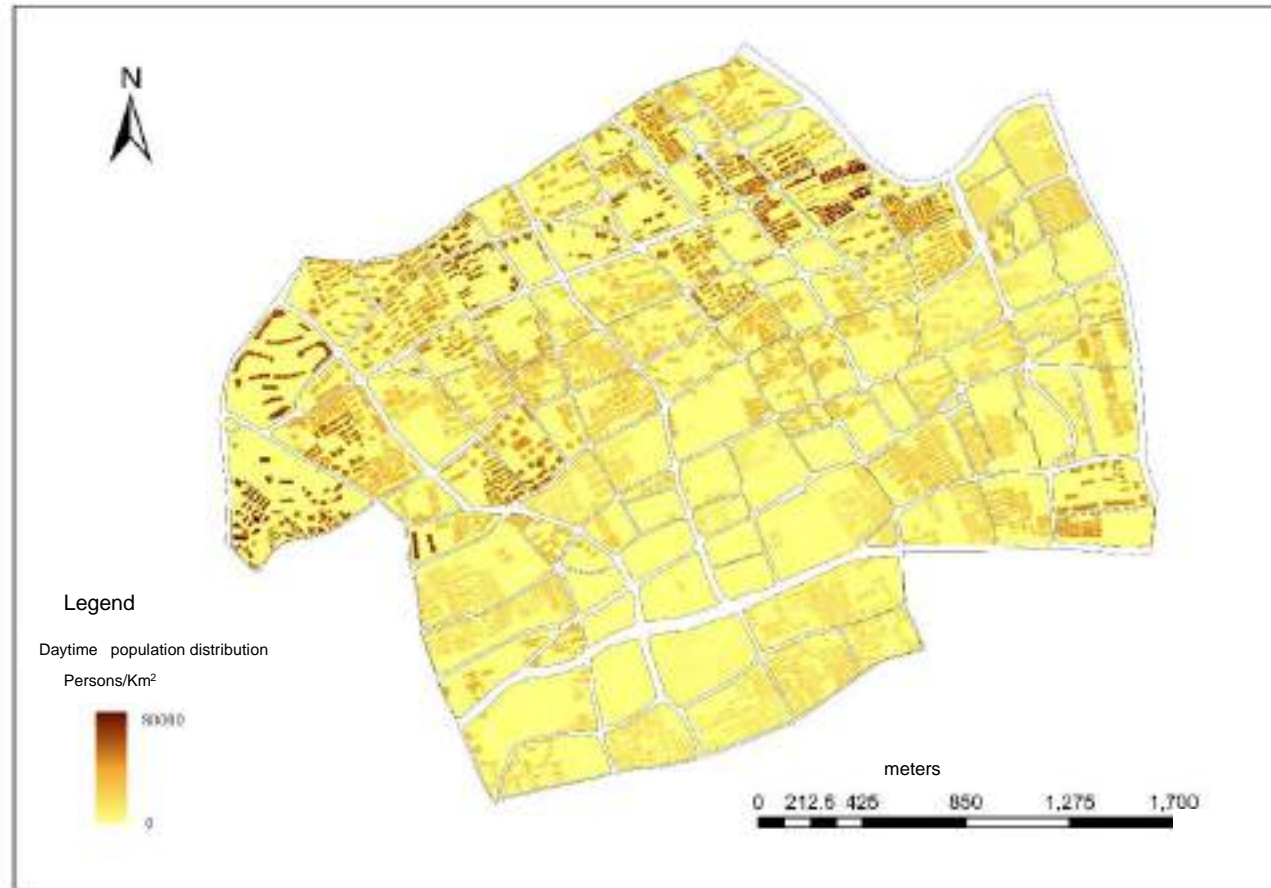 N
Legend
Daytime population distribution
Persons/Km²
0
meters
0 212.5 425 850 1,275 1,700